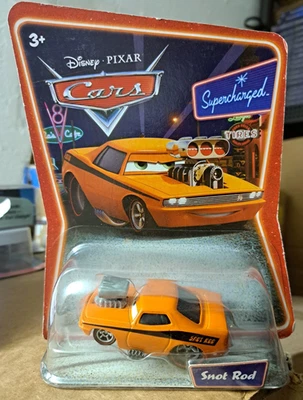 3+
DISNEY · PIXAR
Cars
Supercharged
TIRES
Snot Rod